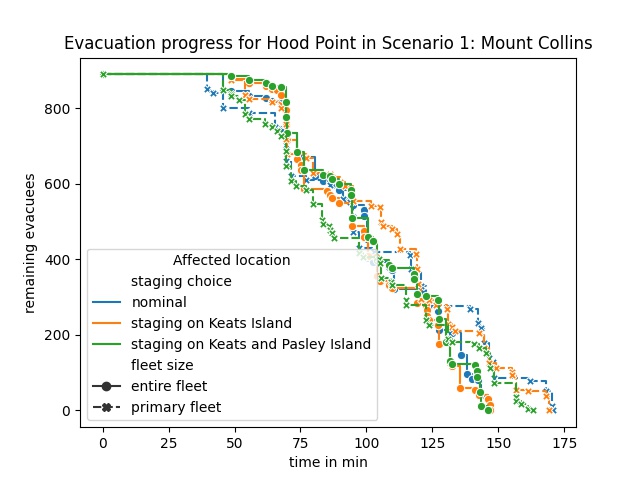 Evacuation progress for Hood Point in Scenario 1: Mount Collins
remaining evacuees
800
600
400
200
0
Affected location
staging choice
nominal
staging on Keats Island
staging on Keats and Pasley Island
fleet size
entire fleet
primary fleet
0 25 50 75 100 125 150 175
time in min